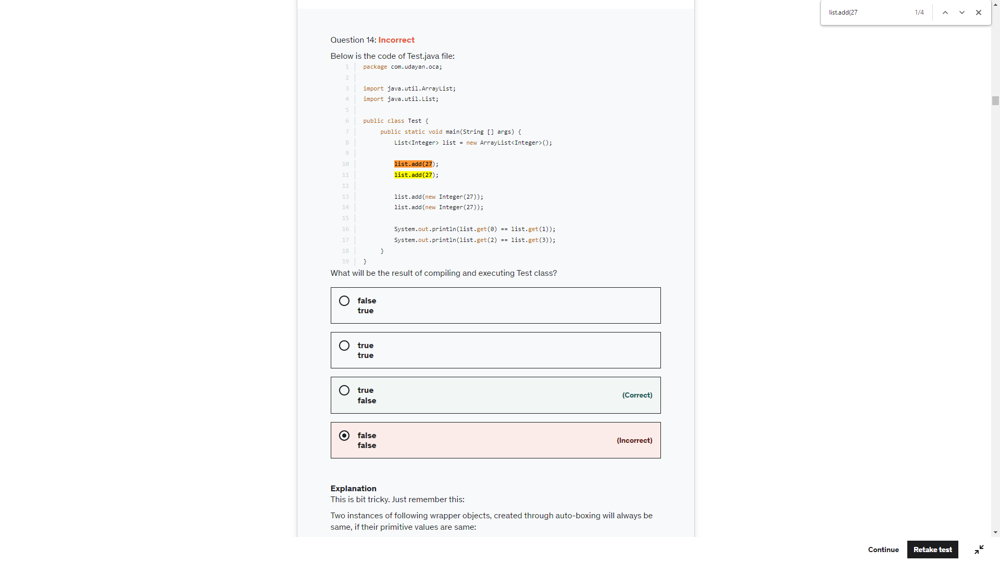 list.add(27
1/4
Question 14: Incorrect
Below is the code of Test.java file:
1 package com.udayan.oca;
2
3 import java.util.ArrayList;
4 import java.util.List;
5
6 public class Test {
7 public static void main(String [] args) {
8 List<Integer> list = new ArrayList<Integer>();
9
10 list.add(27);
11 list.add(27);
12
13 list.add(new Integer(27));
14 list.add(new Integer(27));
15
16 System.out.println(list.get(0) == list.get(1));
17 System.out.println(list.get(2) == list.get(3));
18 }
19 }
What will be the result of compiling and executing Test class?
false
true
true
true
true
false
(Correct)
false
false
(Incorrect)
Explanation
This is bit tricky. Just remember this:
Two instances of following wrapper objects, created through auto-boxing will always be
same, if their primitive values are same:
Continue
Retake test